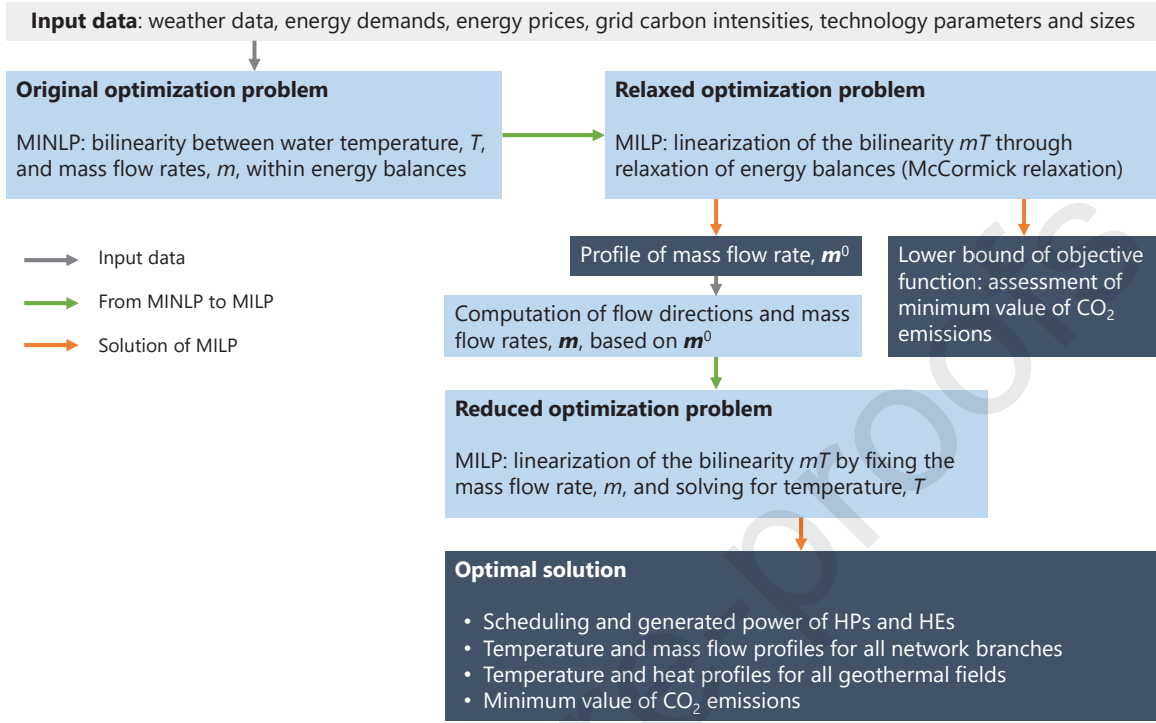 Input data: weather data, energy demands, energy prices, grid carbon intensities, technology parameters and sizes
Original optimization problem
MINLP: bilinearity between water temperature, T,
and mass flow rates, m, within energy balances
Relaxed optimization problem
MILP: linearization of the bilinearity mT through
relaxation of energy balances (McCormick relaxation)
Input data
From MINLP to MILP
Solution of MILP
Profile of mass flow rate, m⁰
Lower bound of objective
function: assessment of
minimum value of CO₂
emissions
Computation of flow directions and mass
flow rates, m, based on m⁰
Reduced optimization problem
MILP: linearization of the bilinearity mT by fixing the
mass flow rate, m, and solving for temperature, T
Optimal solution
• Scheduling and generated power of HPs and HEs
• Temperature and mass flow profiles for all network branches
• Temperature and heat profiles for all geothermal fields
• Minimum value of CO₂ emissions
re-proofs